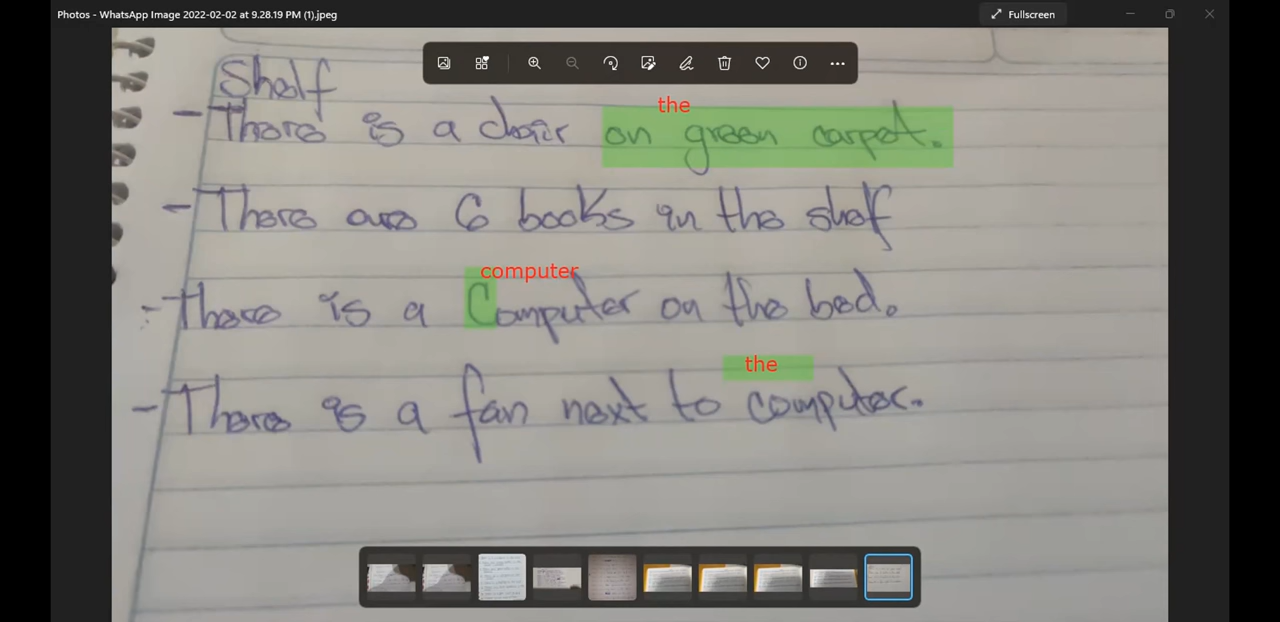 Photos - WhatsApp Image 2022-02-02 at 9.28.19 PM (1).jpeg
Fullscreen
Shelf
the
- There is a chair on green carpet.
- There are 6 books in the shelf
computer
- There is a Computer on the bed.
the
- There is a fan next to computer.